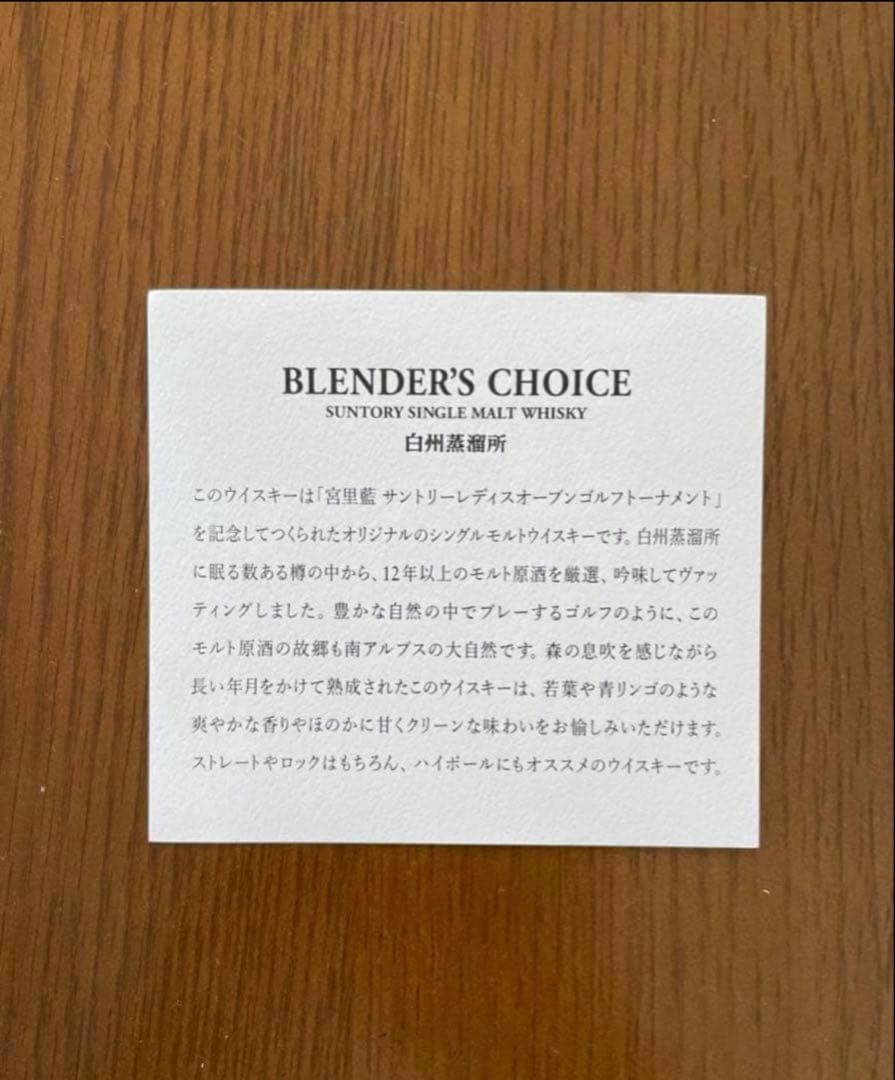 BLENDER'S CHOICE
SUNTORY SINGLE MALT WHISKY
白州蒸溜所
このウイスキーは「宮里藍 サントリーレディスオープンゴルフトーナメント」
を記念してつくられたオリジナルのシングルモルトウイスキーです。白州蒸溜所
に眠る数ある樽の中から、12年以上のモルト原酒を厳選、吟味してヴァッ
ティングしました。豊かな自然の中でプレーするゴルフのように、この
モルト原酒の故郷も南アルプスの大自然です。森の息吹を感じながら
長い年月をかけて熟成されたこのウイスキーは、若葉や青リンゴのような
爽やかな香りやほのかに甘くクリーンな味わいをお愉しみいただけます。
ストレートやロックはもちろん、ハイボールにもオススメのウイスキーです。